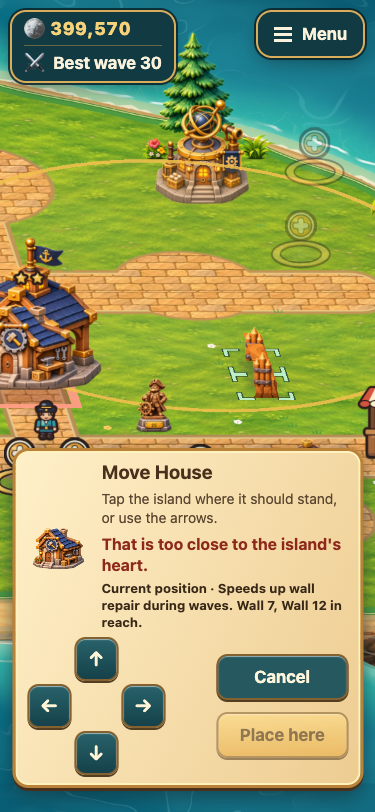 399,570
Menu
Best wave 30
Move House
Tap the island where it should stand,
or use the arrows.
That is too close to the island's
heart.
Current position · Speeds up wall
repair during waves. Wall 7, Wall 12 in
reach.
Cancel
Place here